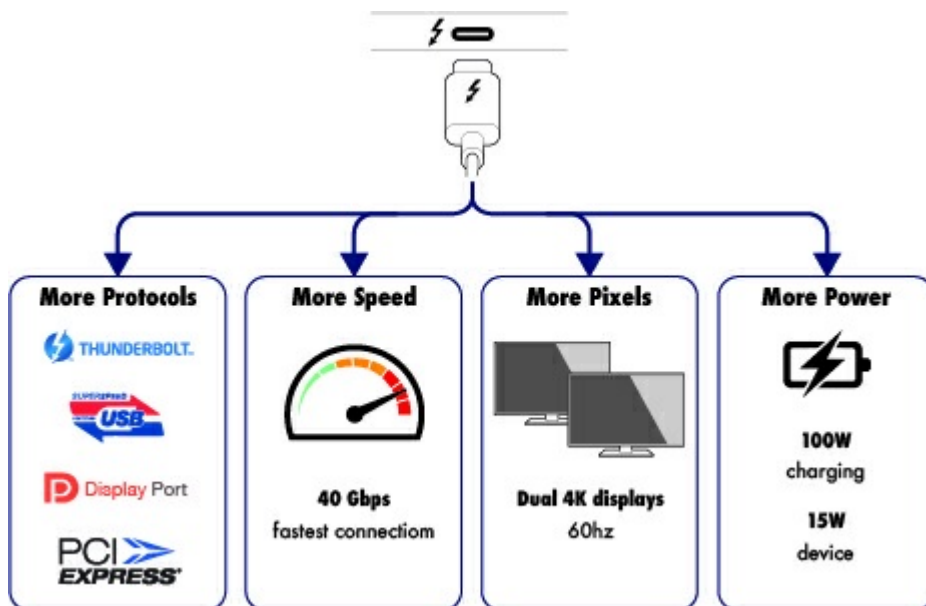 More Protocols
THUNDERBOLT™
SUPERSPEED
USB
Display Port
PCI
EXPRESS®
More Speed
40 Gbps
fastest connectiom
More Pixels
Dual 4K displays
60hz
More Power
100W
charging
15W
device